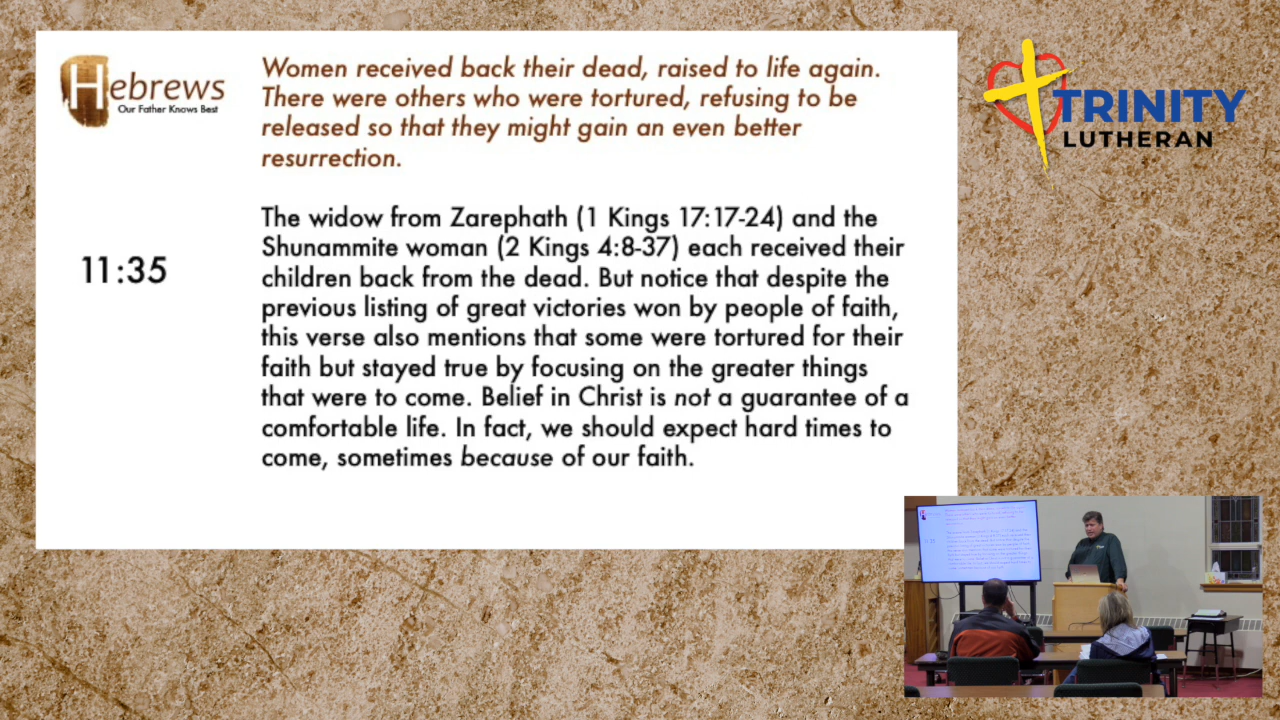 Hebrews
Our Father Knows Best
Women received back their dead, raised to life again.
There were others who were tortured, refusing to be
released so that they might gain an even better
resurrection.
11:35
The widow from Zarephath (1 Kings 17:17-24) and the
Shunammite woman (2 Kings 4:8-37) each received their
children back from the dead. But notice that despite the
previous listing of great victories won by people of faith,
this verse also mentions that some were tortured for their
faith but stayed true by focusing on the greater things
that were to come. Belief in Christ is not a guarantee of a
comfortable life. In fact, we should expect hard times to
come, sometimes because of our faith.
TRINITY
LUTHERAN